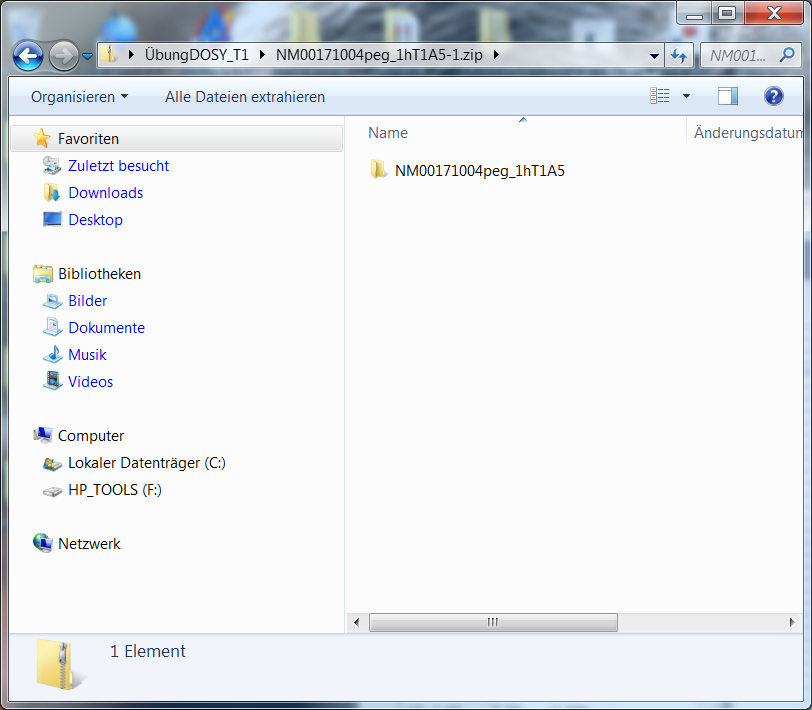 ÜbungDOSY_T1 NM00171004peg_1hT1A5-1.zip NM001...
Organisieren Alle Dateien extrahieren
Favoriten
Zuletzt besucht
Downloads
Desktop
Bibliotheken
Bilder
Dokumente
Musik
Videos
Computer
Lokaler Datenträger (C:)
HP_TOOLS (F:)
Netzwerk
Name Änderungsdatum
NM00171004peg_1hT1A5
1 Element